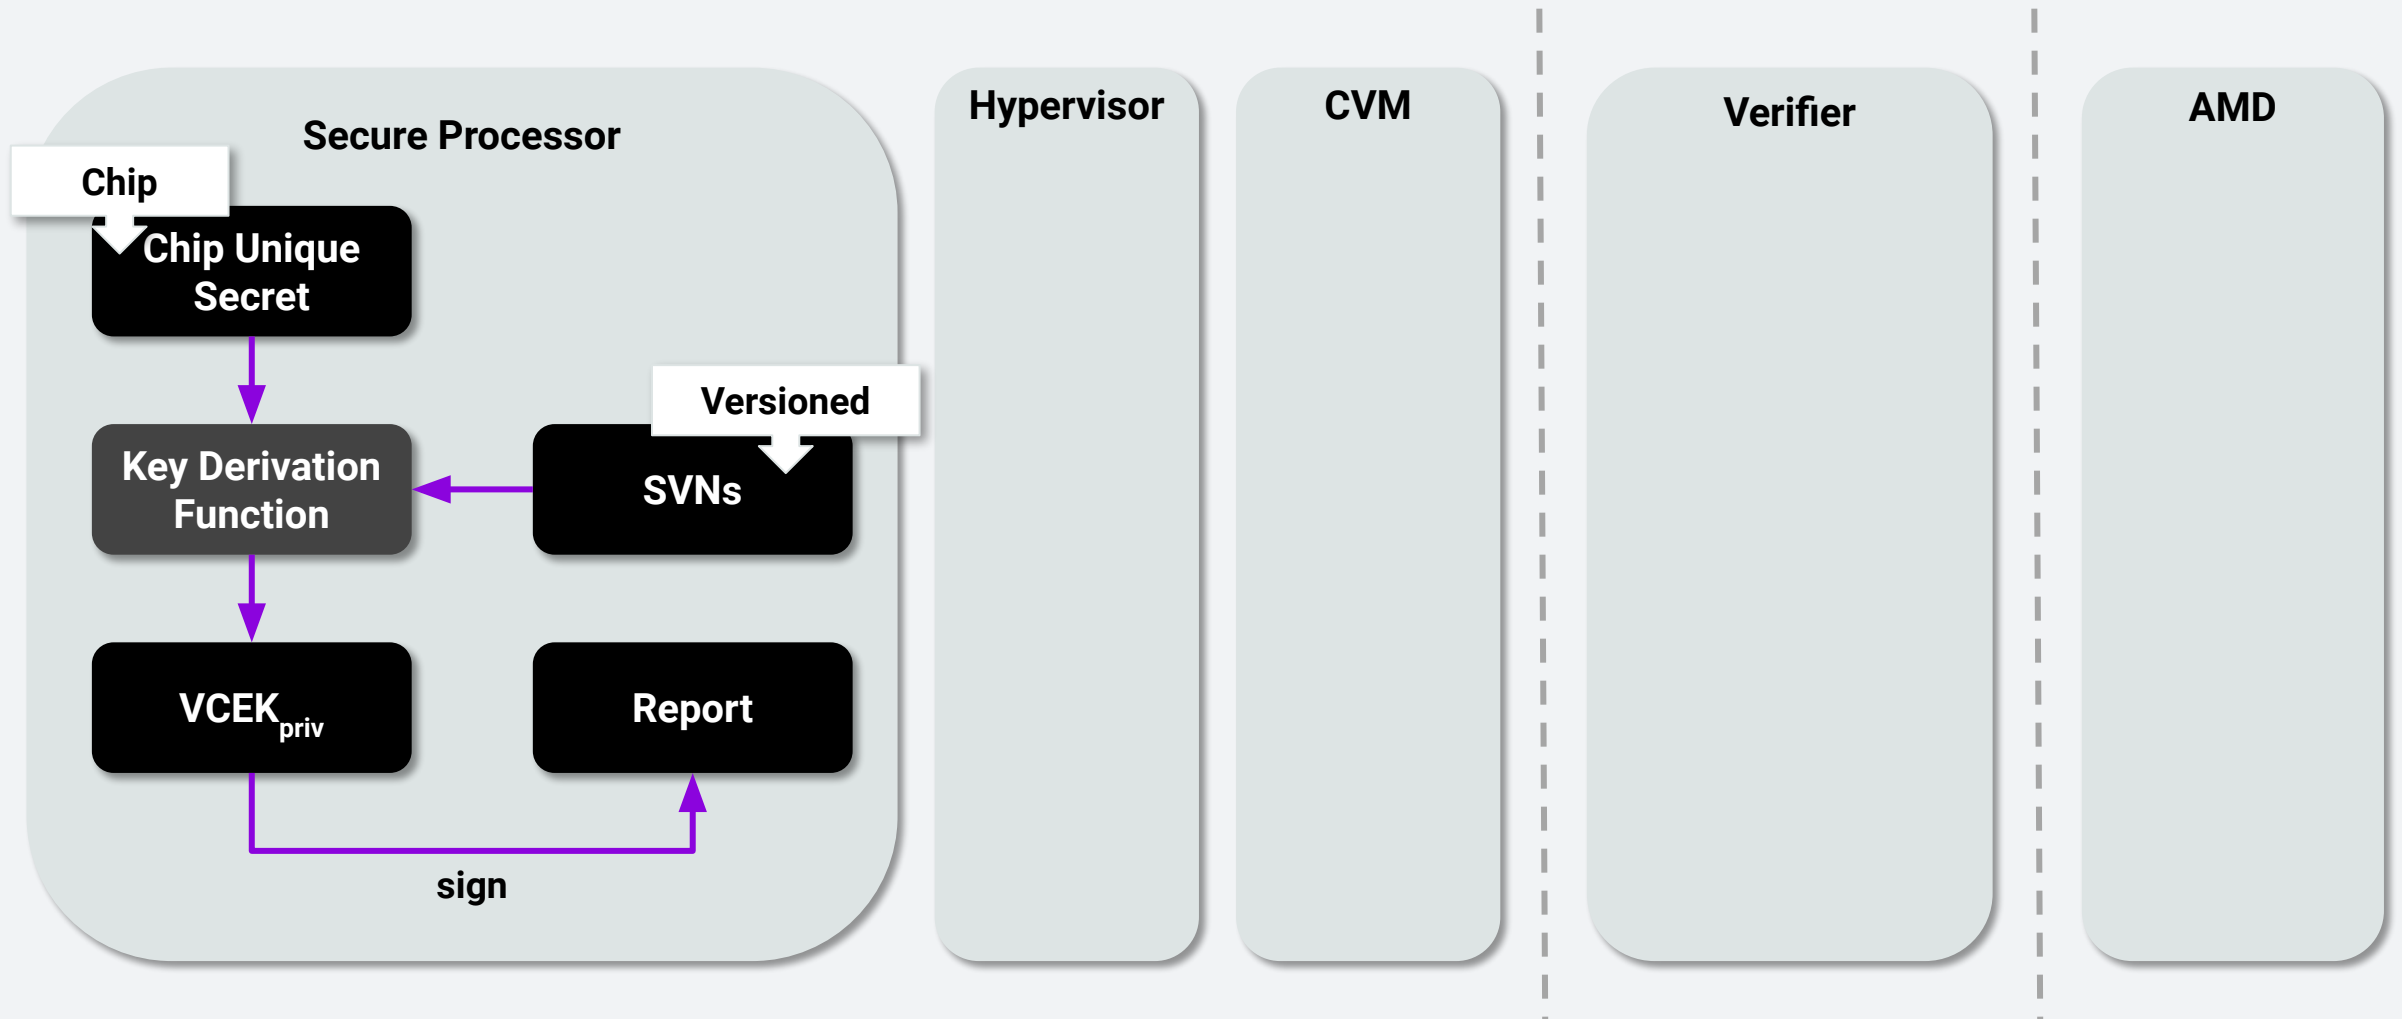 Secure Processor
Chip
Chip Unique
Secret
Versioned
Key Derivation
Function
SVNs
VCEKpriv
Report
sign
Hypervisor
CVM
Verifier
AMD